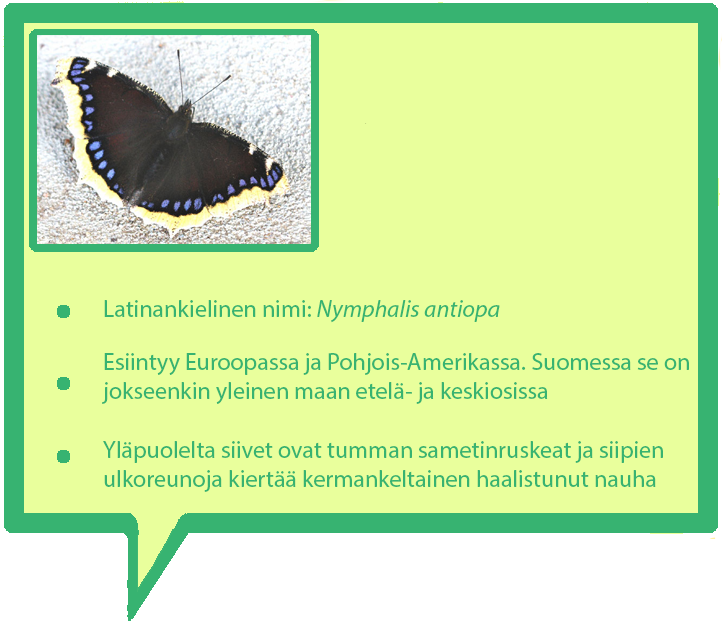 Latinankielinen nimi: Nymphalis antiopa
Esiintyy Euroopassa ja Pohjois-Amerikassa. Suomessa se on
jokseenkin yleinen maan etelä- ja keskiosissa
Yläpuolelta siivet ovat tumman sametinruskeat ja siipien
ulkoreunoja kiertää kermankeltainen haalistunut nauha